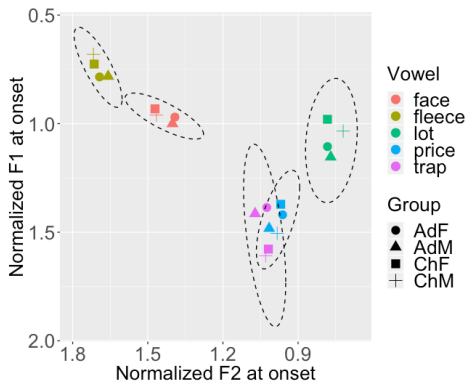 0.5
1.0
1.5
2.0
Normalized F1 at onset
1.8 1.5 1.2 0.9
Normalized F2 at onset
Vowel
face
fleece
lot
price
trap
Group
AdF
AdM
ChF
ChM